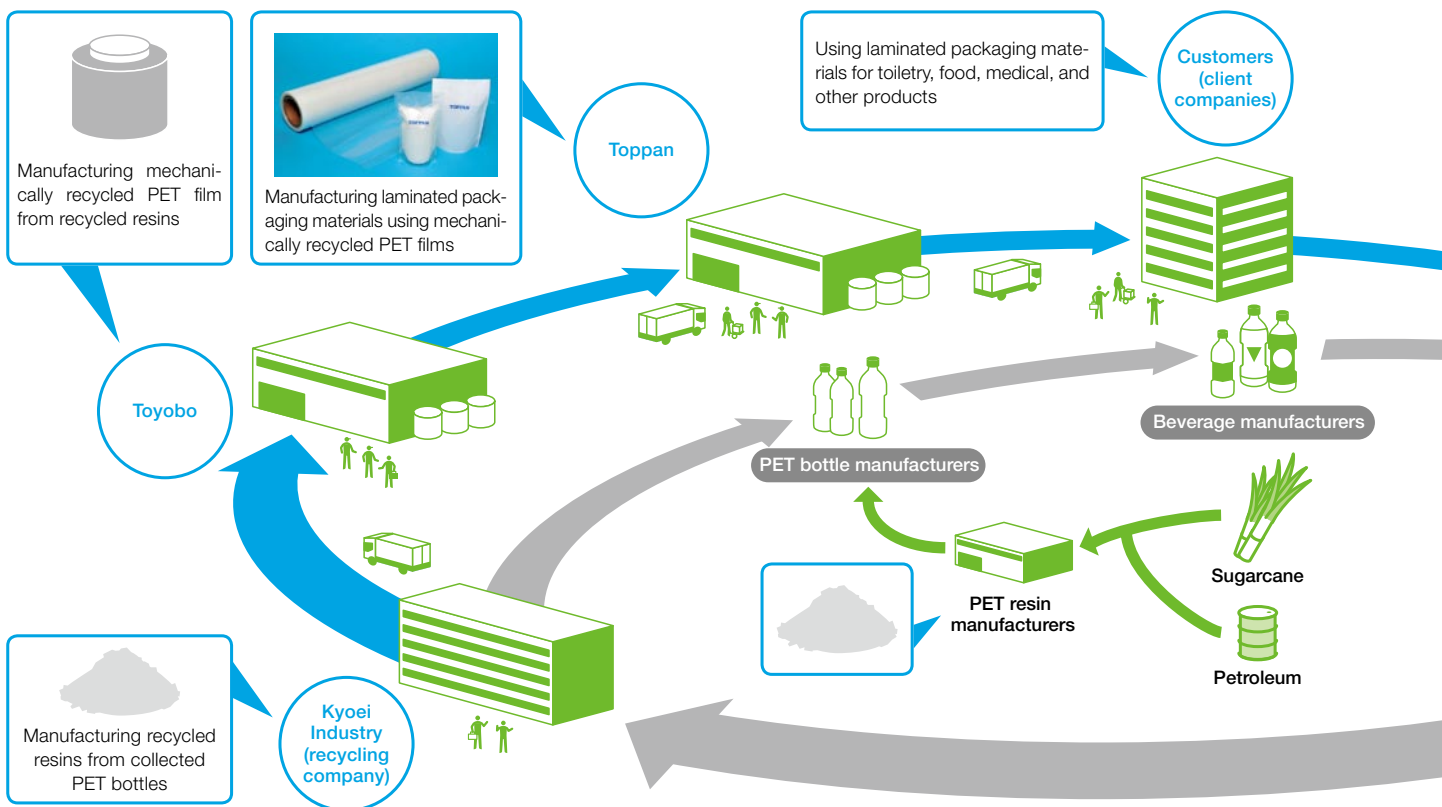 Manufacturing mechani-
cally recycled PET film
from recycled resins
TOPPAN
TOPPAN
Manufacturing laminated pack-
aging materials using mechani-
cally recycled PET films
Toppan
Using laminated packaging mate-
rials for toiletry, food, medical, and
other products
Customers
(client
companies)
Toyobo
Beverage manufacturers
PET bottle manufacturers
Sugarcane
PET resin
manufacturers
Petroleum
Manufacturing recycled
resins from collected
PET bottles
Kyoei
Industry
(recycling
company)